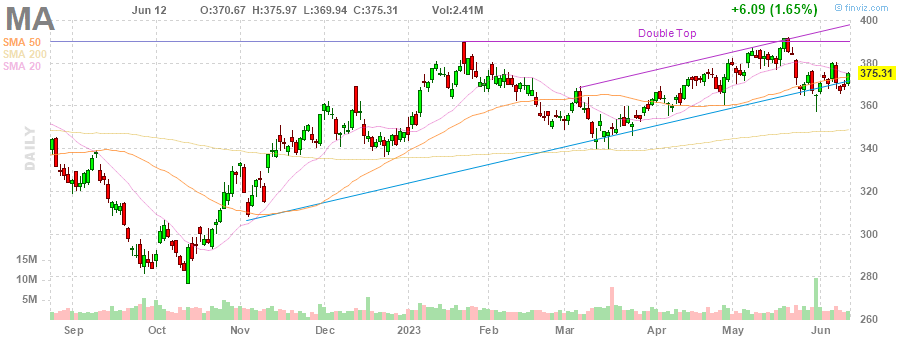 MA Jun 12 O:370.67 H:375.97 L:369.94 C:375.31 Vol:2.41M +6.09 (1.65%)
© finviz.com
SMA 50
SMA 200
SMA 20
DAILY
Double Top
400
380
375.31
360
340
320
300
280
260
15M
10M
5M
Sep Oct Nov Dec 2023 Feb Mar Apr May Jun